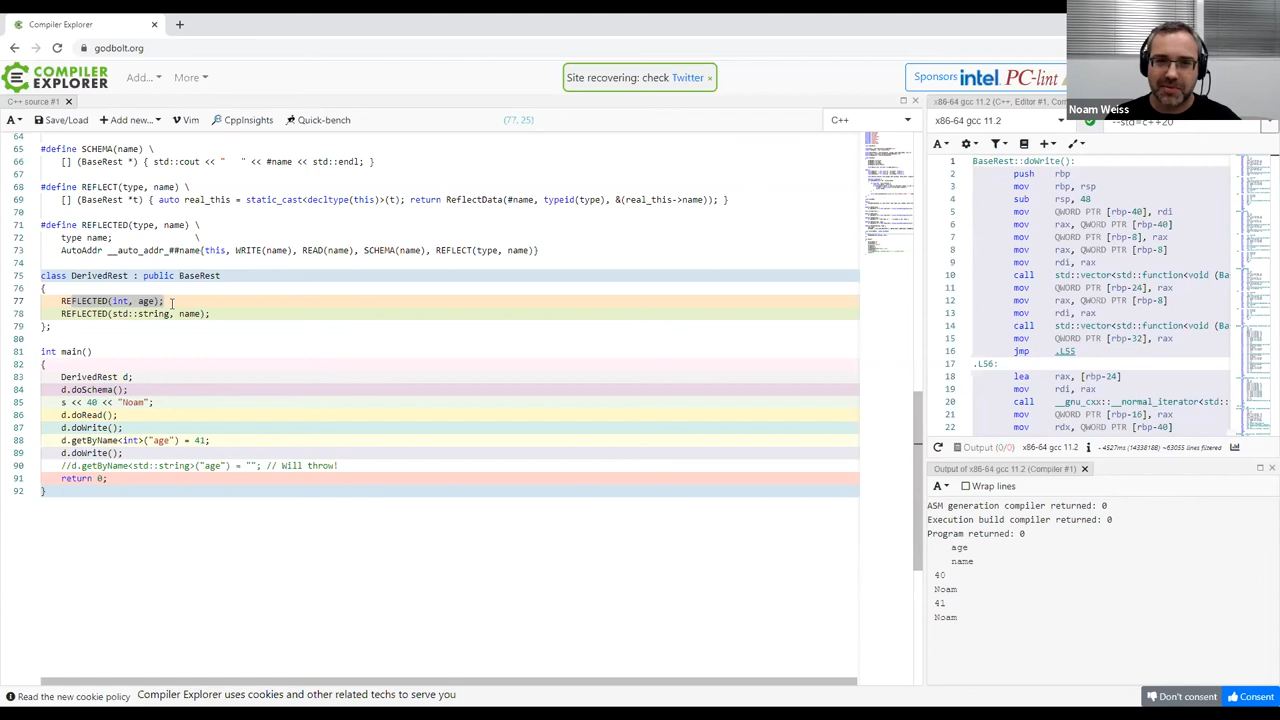 Compiler Explorer
godbolt.org
COMPILER
EXPLORER
Add...
More
Site recovering: check Twitter ×
Sponsors intel PC-lint
Noam Weiss
C++ source #1
A Save/Load + Add new... Vim CppInsights Quick-bench (77, 25) C++
64
65 #define SCHEMA(name) \
66 [] (BaseRest *) { std::cout << " " << #name << std::endl; }
67
68 #define REFLECT(type, name)
69 [] (BaseRest *t) { auto real_this = static_cast<decltype(this)>(t); return ReflectData(#name, typeid(type), &(real_this->name)); }
70
71 #define REFLECTED(type,
72 type name; \
73 AutoAddr __auto_addr_ (this, WRITE(name), READ(name), SCHEMA(name), REFLECT(type, name))
74
75 class DerivedRest : public BaseRest
76 {
77 REFLECTED(int, age);
78 REFLECTED(std::string, name);
79 };
80
81 int main()
82 {
83 DerivedRest d;
84 d.doSchema();
85 s << 40 << "Noam";
86 d.doRead();
87 d.doWrite();
88 d.getByName<int>("age") = 41;
89 d.doWrite();
90 //d.getByName<std::string>("age") = ""; // Will throw!
91 return 0;
92 }
x86-64 gcc 11.2 (C++, Editor #1, Co
x86-64 gcc 11.2
--std=c++20
1 BaseRest::doWrite():
2 push rbp
3 mov rbp, rsp
4 sub rsp, 48
5 mov QWORD PTR [rbp-40], rdi
6 mov rax, QWORD PTR [rbp-40]
7 mov QWORD PTR [rbp-8], rax
8 mov rax, QWORD PTR [rbp-8]
9 mov rdi, rax
10 call std::vector<std::function<void (Ba
11 mov QWORD PTR [rbp-24], rax
12 mov rax, QWORD PTR [rbp-8]
13 mov rdi, rax
14 call std::vector<std::function<void (Ba
15 mov QWORD PTR [rbp-32], rax
16 jmp .L55
17 .L56:
18 lea rax, [rbp-24]
19 mov rdi, rax
20 call __gnu_cxx::__normal_iterator<std::
21 mov QWORD PTR [rbp-16], rax
22 mov rdi, QWORD PTR [rbp-40]
Output (0/0) x86-64 gcc 11.2 - 4527ms (1433818B) ~63055 lines filtered
Output of x86-64 gcc 11.2 (Compiler #1)
A Wrap lines
ASM generation compiler returned: 0
Execution build compiler returned: 0
Program returned: 0
age
name
40
Noam
41
Noam
Read the new cookie policy
Compiler Explorer uses cookies and other related techs to serve you
Don't consent
Consent